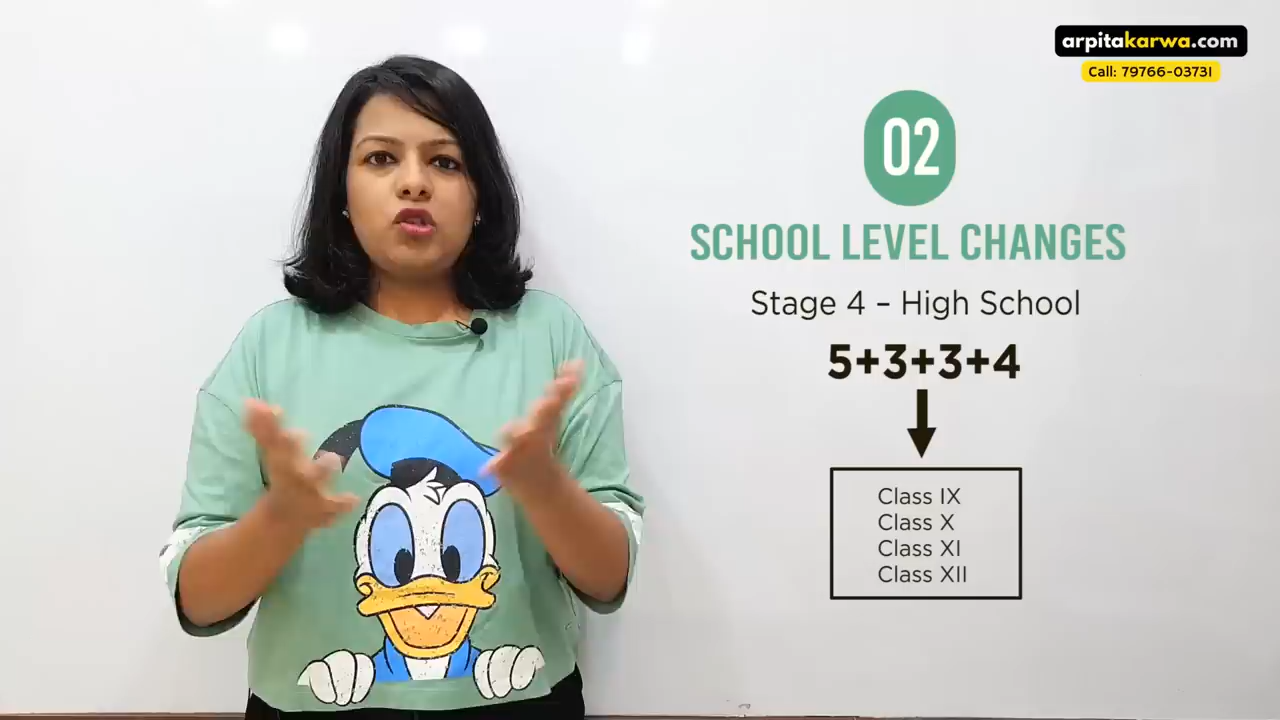 arpitakarwa.com
Call: 79766-03731
02
SCHOOL LEVEL CHANGES
Stage 4 – High School
5+3+3+4
Class IX
Class X
Class XI
Class XII